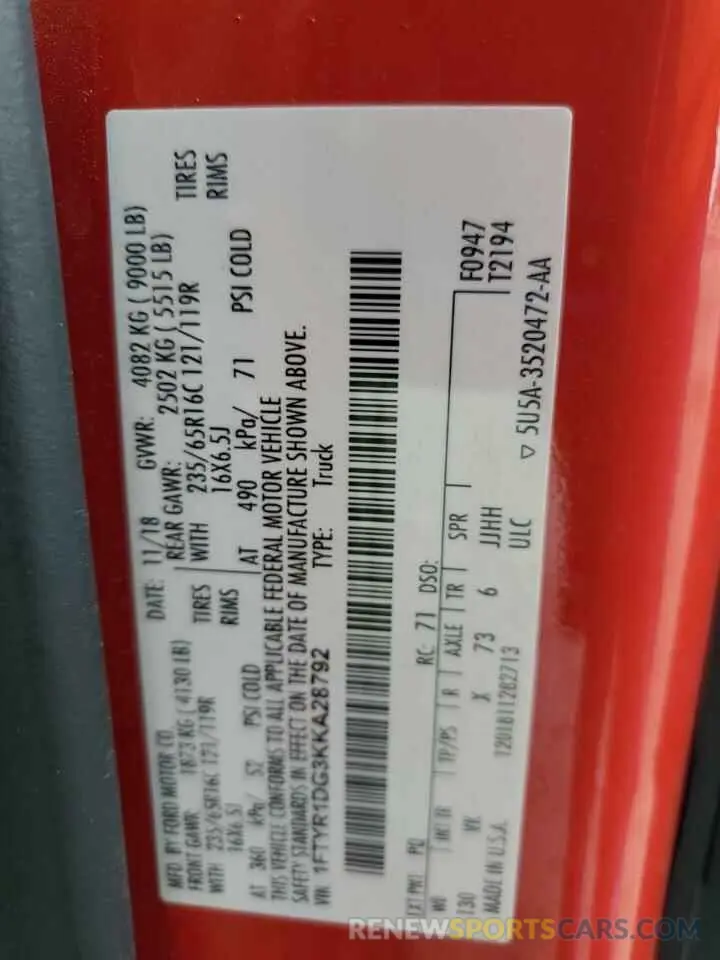 MFD. BY FORD MOTOR CO.
DATE: 11/18 GVWR: 4082 KG ( 9000 LB)
FRONT GAWR: 1873 KG ( 4130 LB)
REAR GAWR: 2502 KG ( 5515 LB)
WITH 235/65R16C 121/119R TIRES
WITH 235/65R16C 121/119R TIRES
16X6.5J RIMS
16X6.5J RIMS
AT 360 kPa/ 52 PSI COLD
AT 490 kPa/ 71 PSI COLD
THIS VEHICLE CONFORMS TO ALL APPLICABLE FEDERAL MOTOR VEHICLE
SAFETY STANDARDS IN EFFECT ON THE DATE OF MANUFACTURE SHOWN ABOVE.
VIN: 1FTYR1DG3KKA28792
TYPE: Truck
EXT PNT: PQ RC: 71 DSO:
WB INT TR TP/PS R AXLE TR SPR
F0947
T2194
130 X 73 6 JJHH
ULC
MADE IN U.S.A.
▽ 5U5A-3520472-AA
RENEWSPORTSCARS.COM